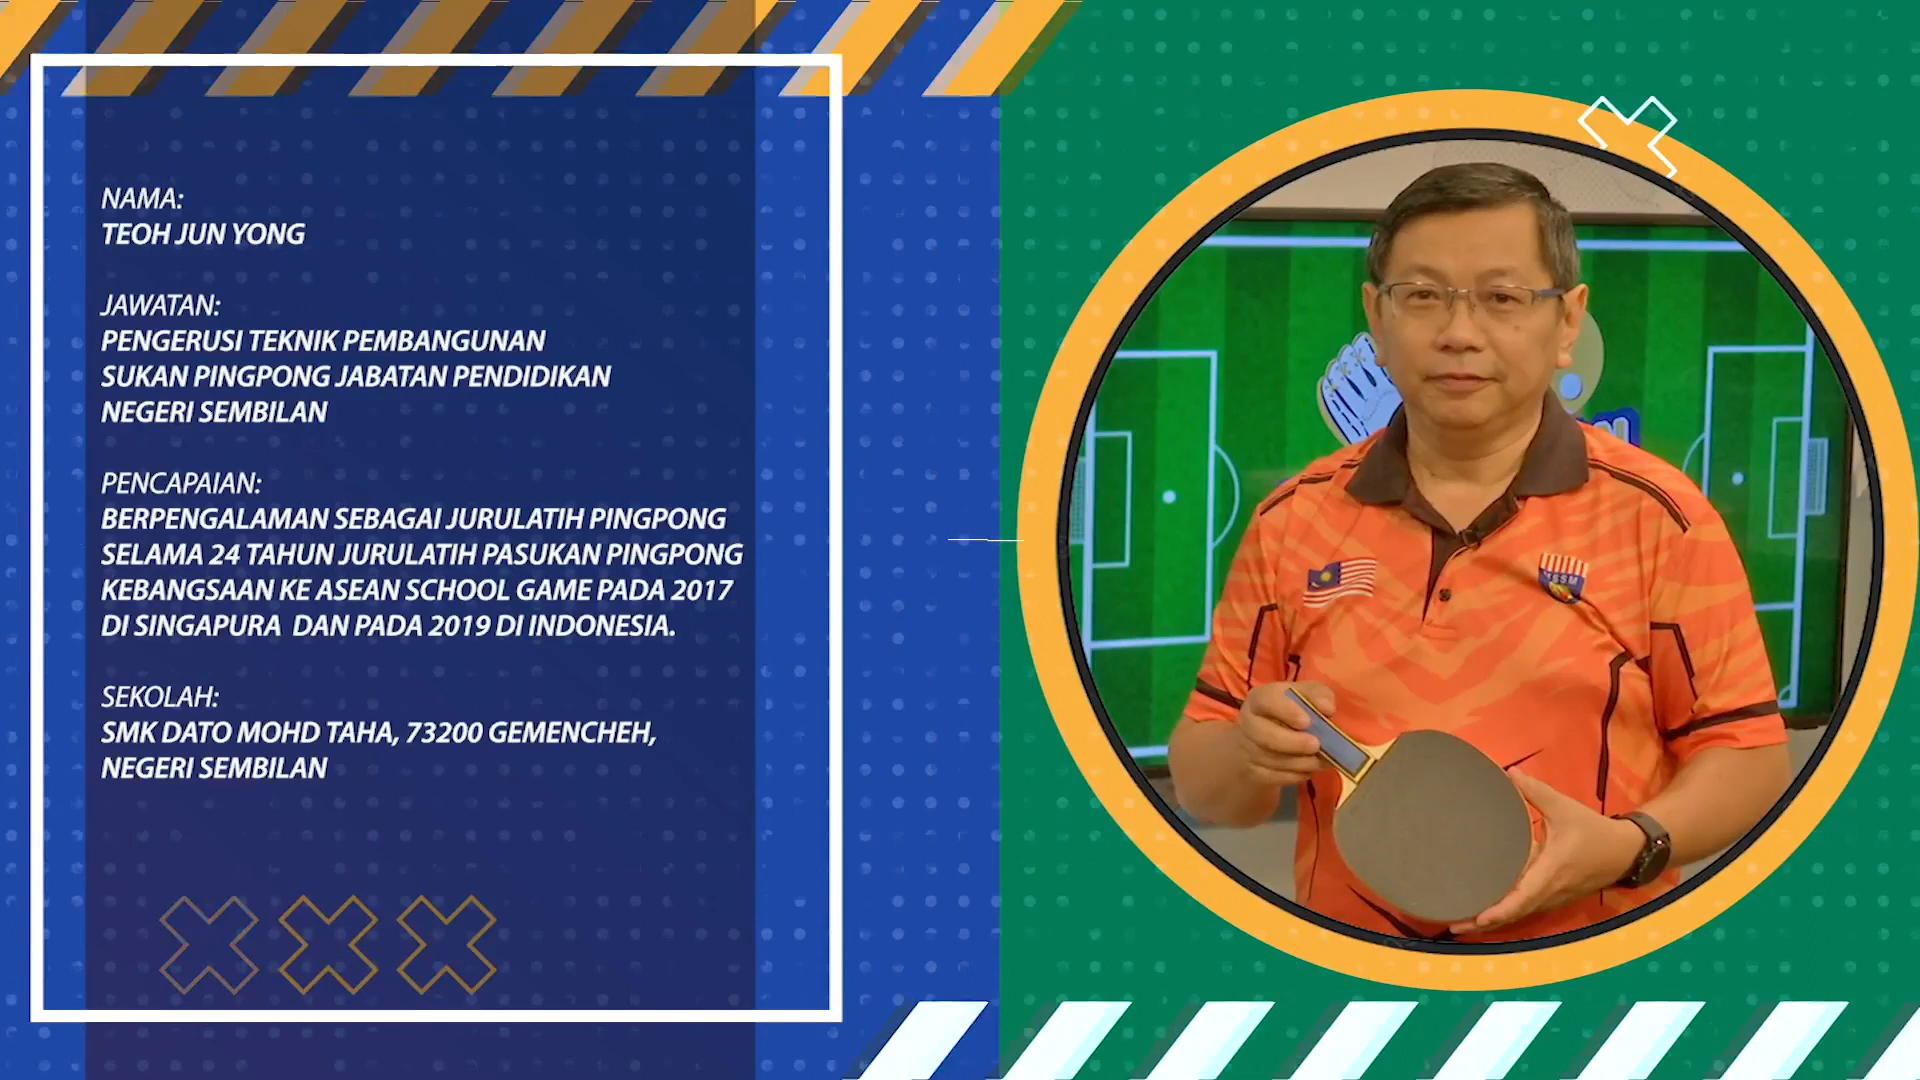 NAMA:
TEOH JUN YONG
JAWATAN:
PENGERUSI TEKNIK PEMBANGUNAN
SUKAN PINGPONG JABATAN PENDIDIKAN
NEGERI SEMBILAN
PENCAPAIAN:
BERPENGALAMAN SEBAGAI JURULATIH PINGPONG
SELAMA 24 TAHUN JURULATIH PASUKAN PINGPONG
KEBANGSAAN KE ASEAN SCHOOL GAME PADA 2017
DI SINGAPURA DAN PADA 2019 DI INDONESIA.
SEKOLAH:
SMK DATO MOHD TAHA, 73200 GEMENCHEH,
NEGERI SEMBILAN